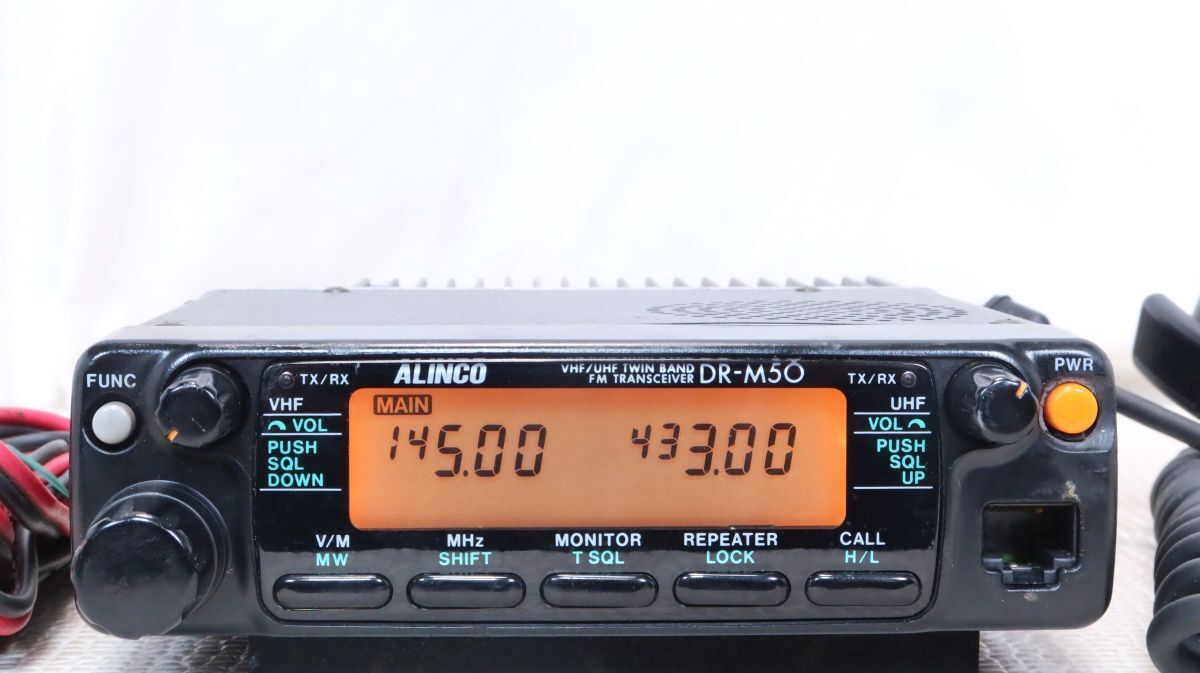 FUNC
TX/RX
ALINCO
VHF/UHF TWIN BAND
FM TRANSCEIVER DR-M50
TX/RX
PWR
VHF
VOL
PUSH
SQL
DOWN
MAIN
145.00 433.00
UHF
VOL
PUSH
SQL
UP
V/M
MW
MHz
SHIFT
MONITOR
T SQL
REPEATER
LOCK
CALL
H/L